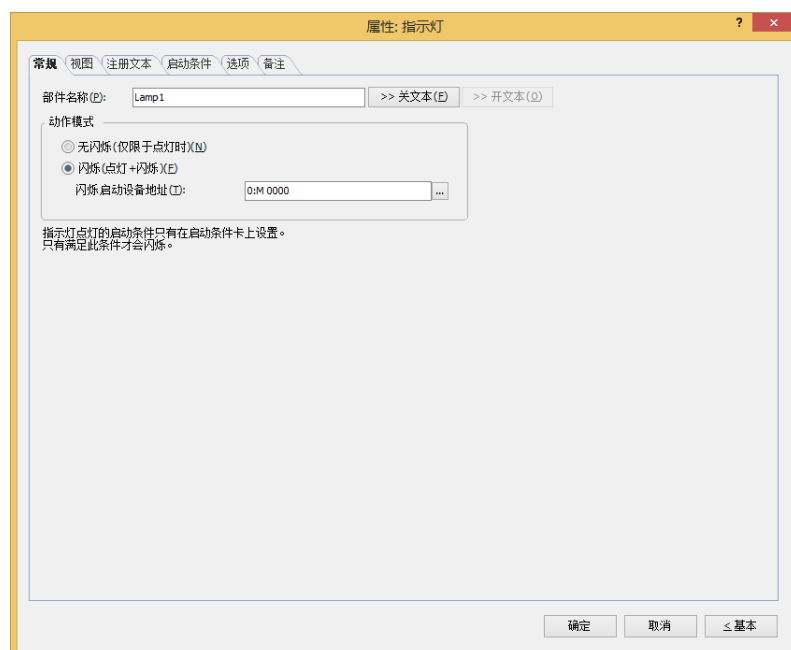 属性: 指示灯
? ×
常规 视图 注册文本 启动条件 选项 备注
部件名称(P): Lamp1 >> 关文本(F) >> 开文本(O)
动作模式
无闪烁(仅限于点灯时)(N)
闪烁(点灯+闪烁)(F)
闪烁启动设备地址(T): 0:M 0000 ...
指示灯点灯的启动条件只有在启动条件卡上设置。
只有满足此条件才会闪烁。
确定 取消 ≤基本